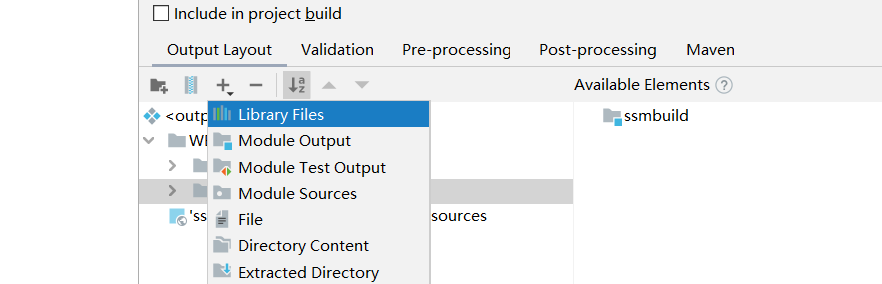 Include in project build
Output Layout Validation Pre-processing Post-processing Maven
Available Elements ?
<outp
Library Files
ssmbuild
WE
Module Output
Module Test Output
Module Sources
'ss
File
ources
Directory Content
Extracted Directory